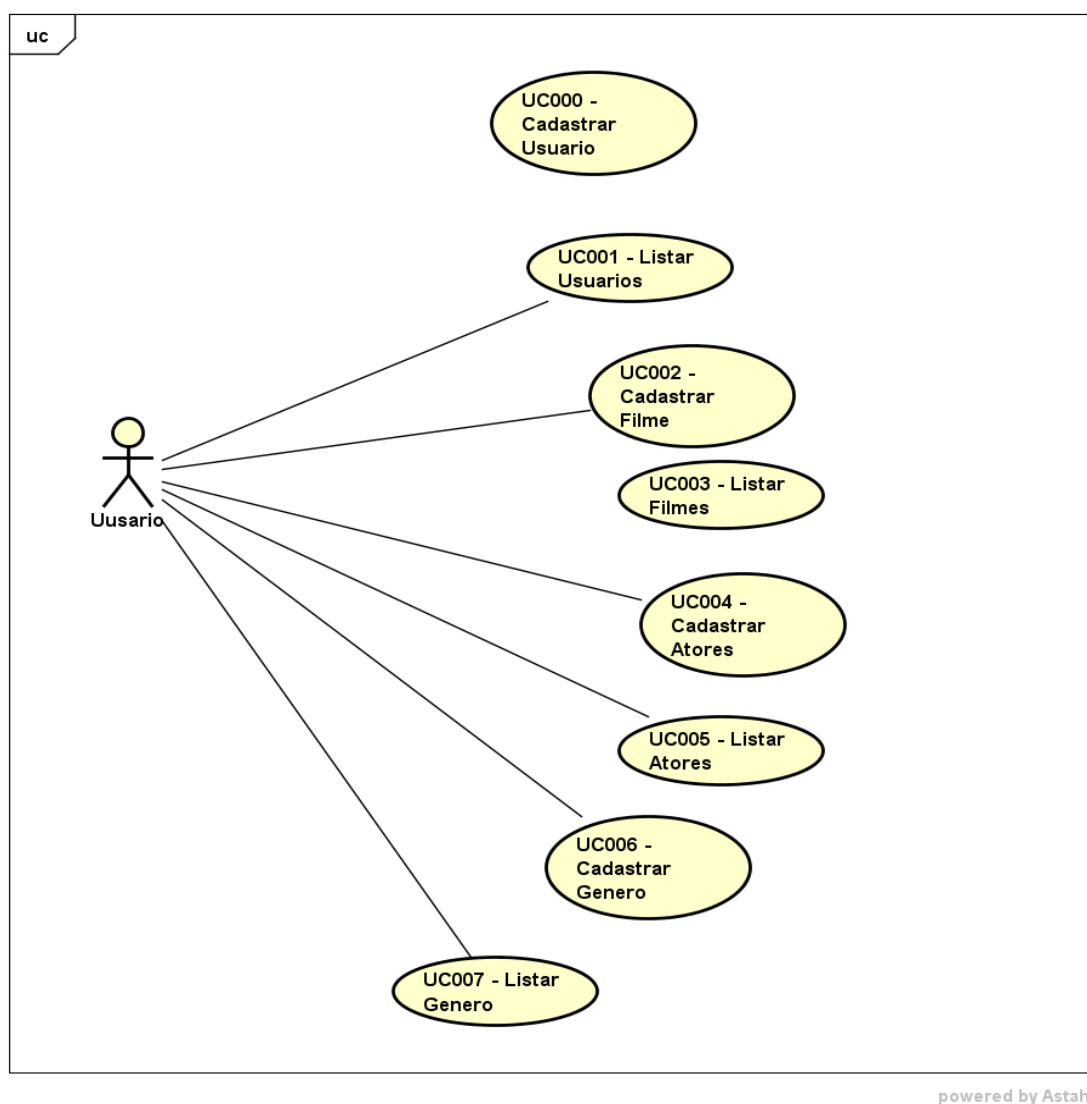 uc
UC000 -
Cadastrar
Usuario
UC001 - Listar
Usuarios
UC002 -
Cadastrar
Filme
UC003 - Listar
Filmes
Uusario
UC004 -
Cadastrar
Atores
UC005 - Listar
Atores
UC006 -
Cadastrar
Genero
UC007 - Listar
Genero
powered by Astah